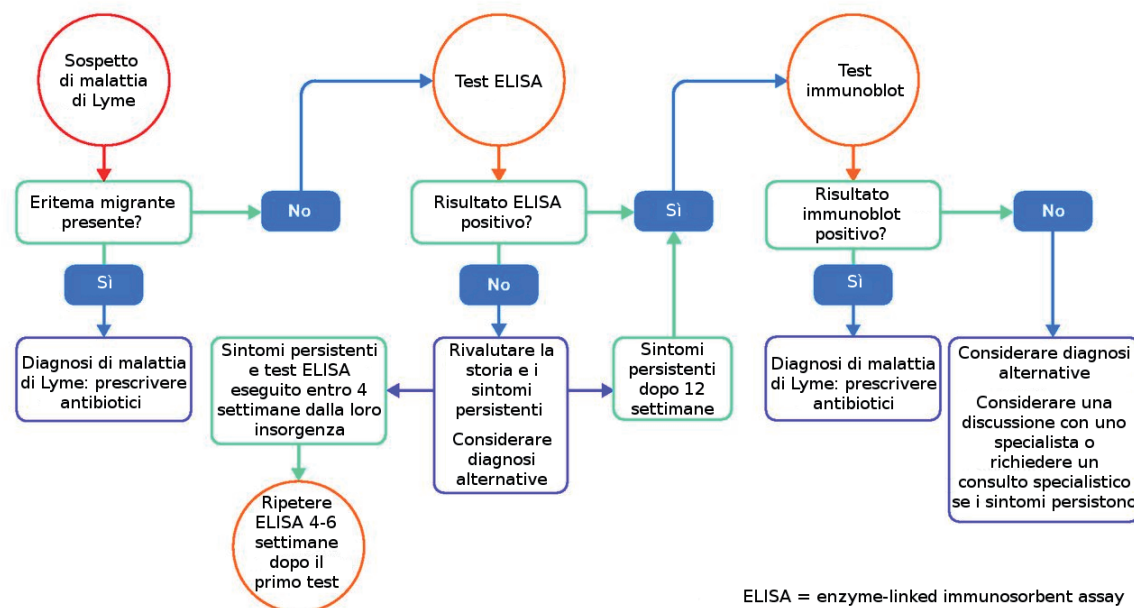 Sospetto
di malattia
di Lyme
Test ELISA
Test
immunoblot
Eritema migrante
presente?
No
Risultato ELISA
positivo?
Sì
Risultato
immunoblot
positivo?
No
Sì
No
Sì
Diagnosi di malattia
di Lyme: prescrivere
antibiotici
Sintomi persistenti
e test ELISA
eseguito entro 4
settimane dalla loro
insorgenza
Rivalutare la
storia e i
sintomi
persistenti
Considerare
diagnosi
alternative
Sintomi
persistenti
dopo 12
settimane
Diagnosi di malattia
di Lyme: prescrivere
antibiotici
Considerare diagnosi
alternative
Considerare una
discussione con uno
specialista o
richiedere un
consulto specialistico
se i sintomi persistono
Ripetere
ELISA 4-6
settimane
dopo il
primo test
ELISA = enzyme-linked immunosorbent assay